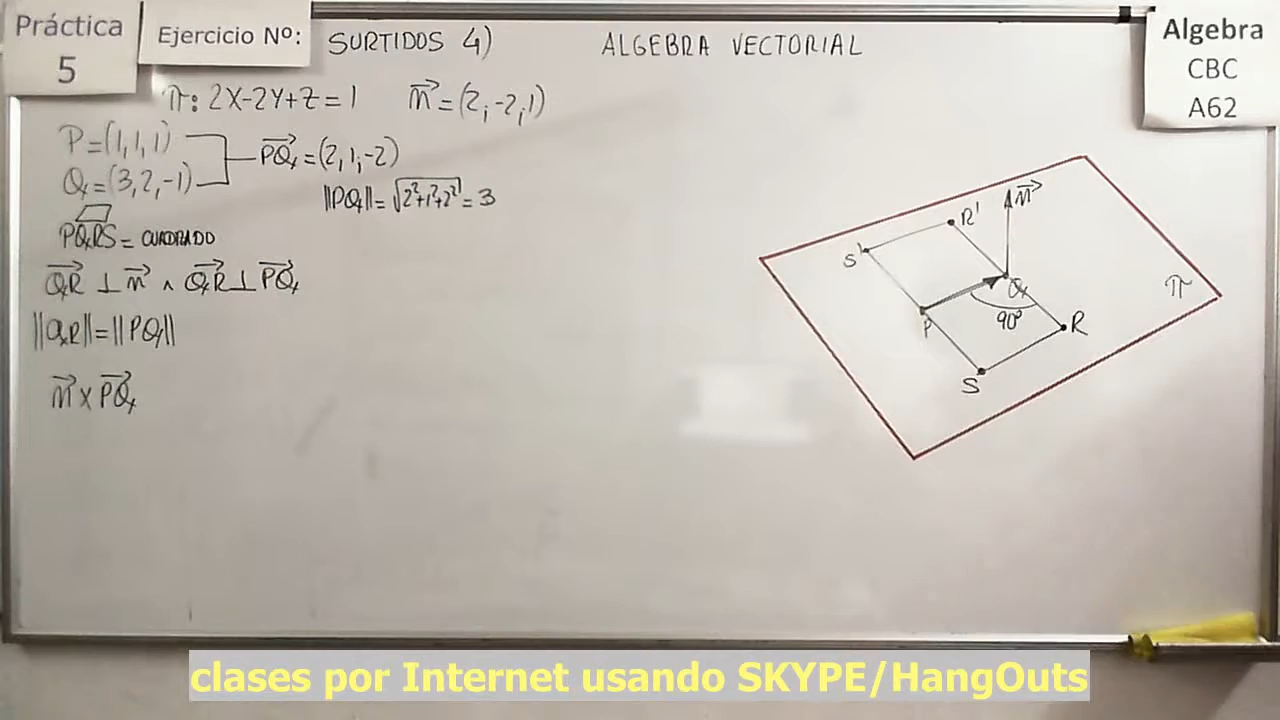 Práctica 5
Ejercicio Nº:
SURTIDOS 4)
ALGEBRA VECTORIAL
Algebra
CBC
A62
π: 2X-2Y+Z=1
n=(2,-2,1)
P=(1,1,1)
Q=(3,2,-1)
PQ=(2,1,-2)
||PQ||=√2²+1²+2²=3
PQRS= CUADRADO
QR ⊥ n ∧ QR ⊥ PQ
||QR||=||PQ||
n x PQ
R'
n
S'
Q
π
P
90°
R
S
clases por Internet usando SKYPE/HangOuts